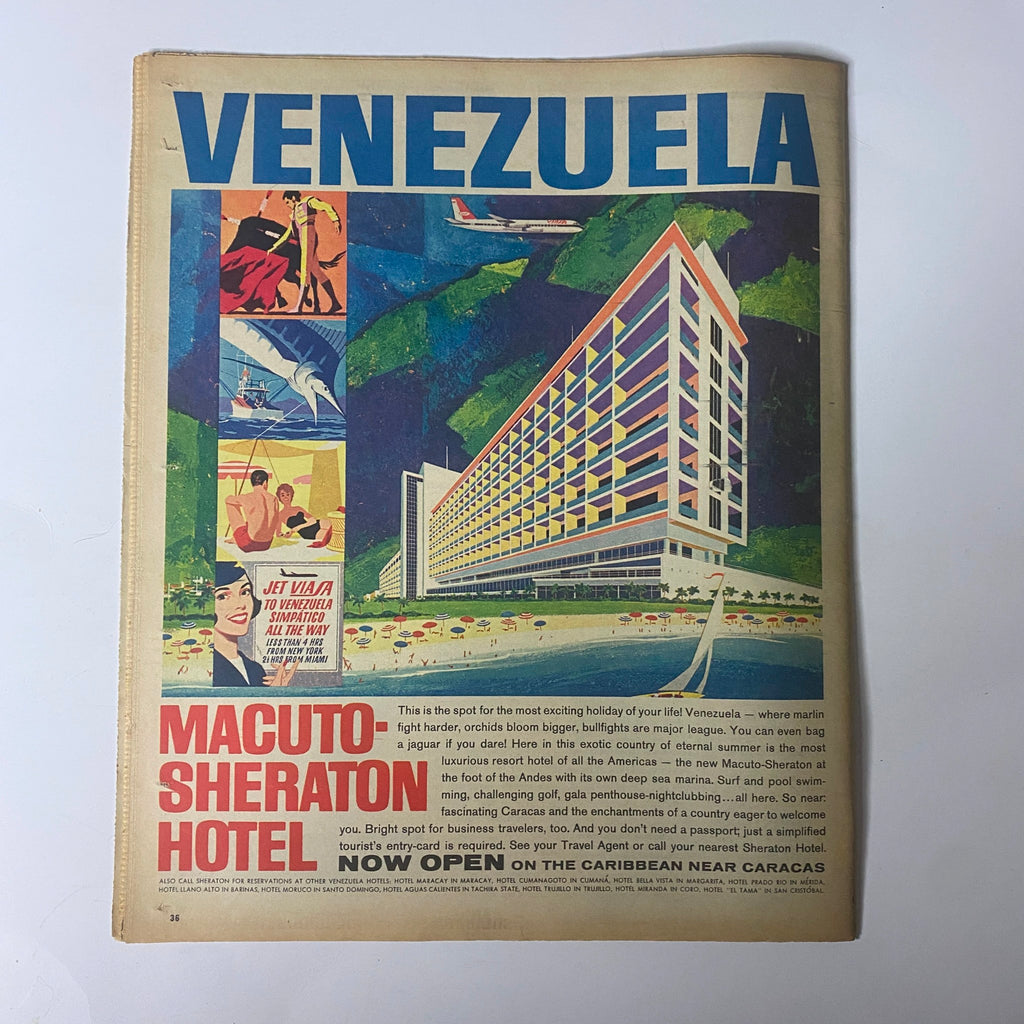 VENEZUELA
VIASA
JET VIASA
TO VENEZUELA
SIMPÁTICO
ALL THE WAY
LESS THAN 4 HRS
FROM NEW YORK
2½ HRS FROM MIAMI
MACUTO-
SHERATON
HOTEL
This is the spot for the most exciting holiday of your life! Venezuela — where marlin
fight harder, orchids bloom bigger, bullfights are major league. You can even bag
a jaguar if you dare! Here in this exotic country of eternal summer is the most
luxurious resort hotel of all the Americas — the new Macuto-Sheraton at
the foot of the Andes with its own deep sea marina. Surf and pool swim-
ming, challenging golf, gala penthouse-nightclubbing...all here. So near:
fascinating Caracas and the enchantments of a country eager to welcome
you. Bright spot for business travelers, too. And you don't need a passport; just a simplified
tourist's entry-card is required. See your Travel Agent or call your nearest Sheraton Hotel.
NOW OPEN ON THE CARIBBEAN NEAR CARACAS
ALSO CALL SHERATON FOR RESERVATIONS AT OTHER VENEZUELA HOTELS: HOTEL MARACAY IN MARACAY, HOTEL CUMANAGOTO IN CUMANÁ, HOTEL BELLA VISTA IN MARGARITA, HOTEL PRADO RIO IN MÉRIDA,
HOTEL LLANO ALTO IN BARINAS, HOTEL MORUCO IN SANTO DOMINGO, HOTEL AGUAS CALIENTES IN TACHIRA STATE, HOTEL TRUJILLO IN TRUJILLO, HOTEL MIRANDA IN CORO, HOTEL "EL TAMA" IN SAN CRISTÓBAL.
36